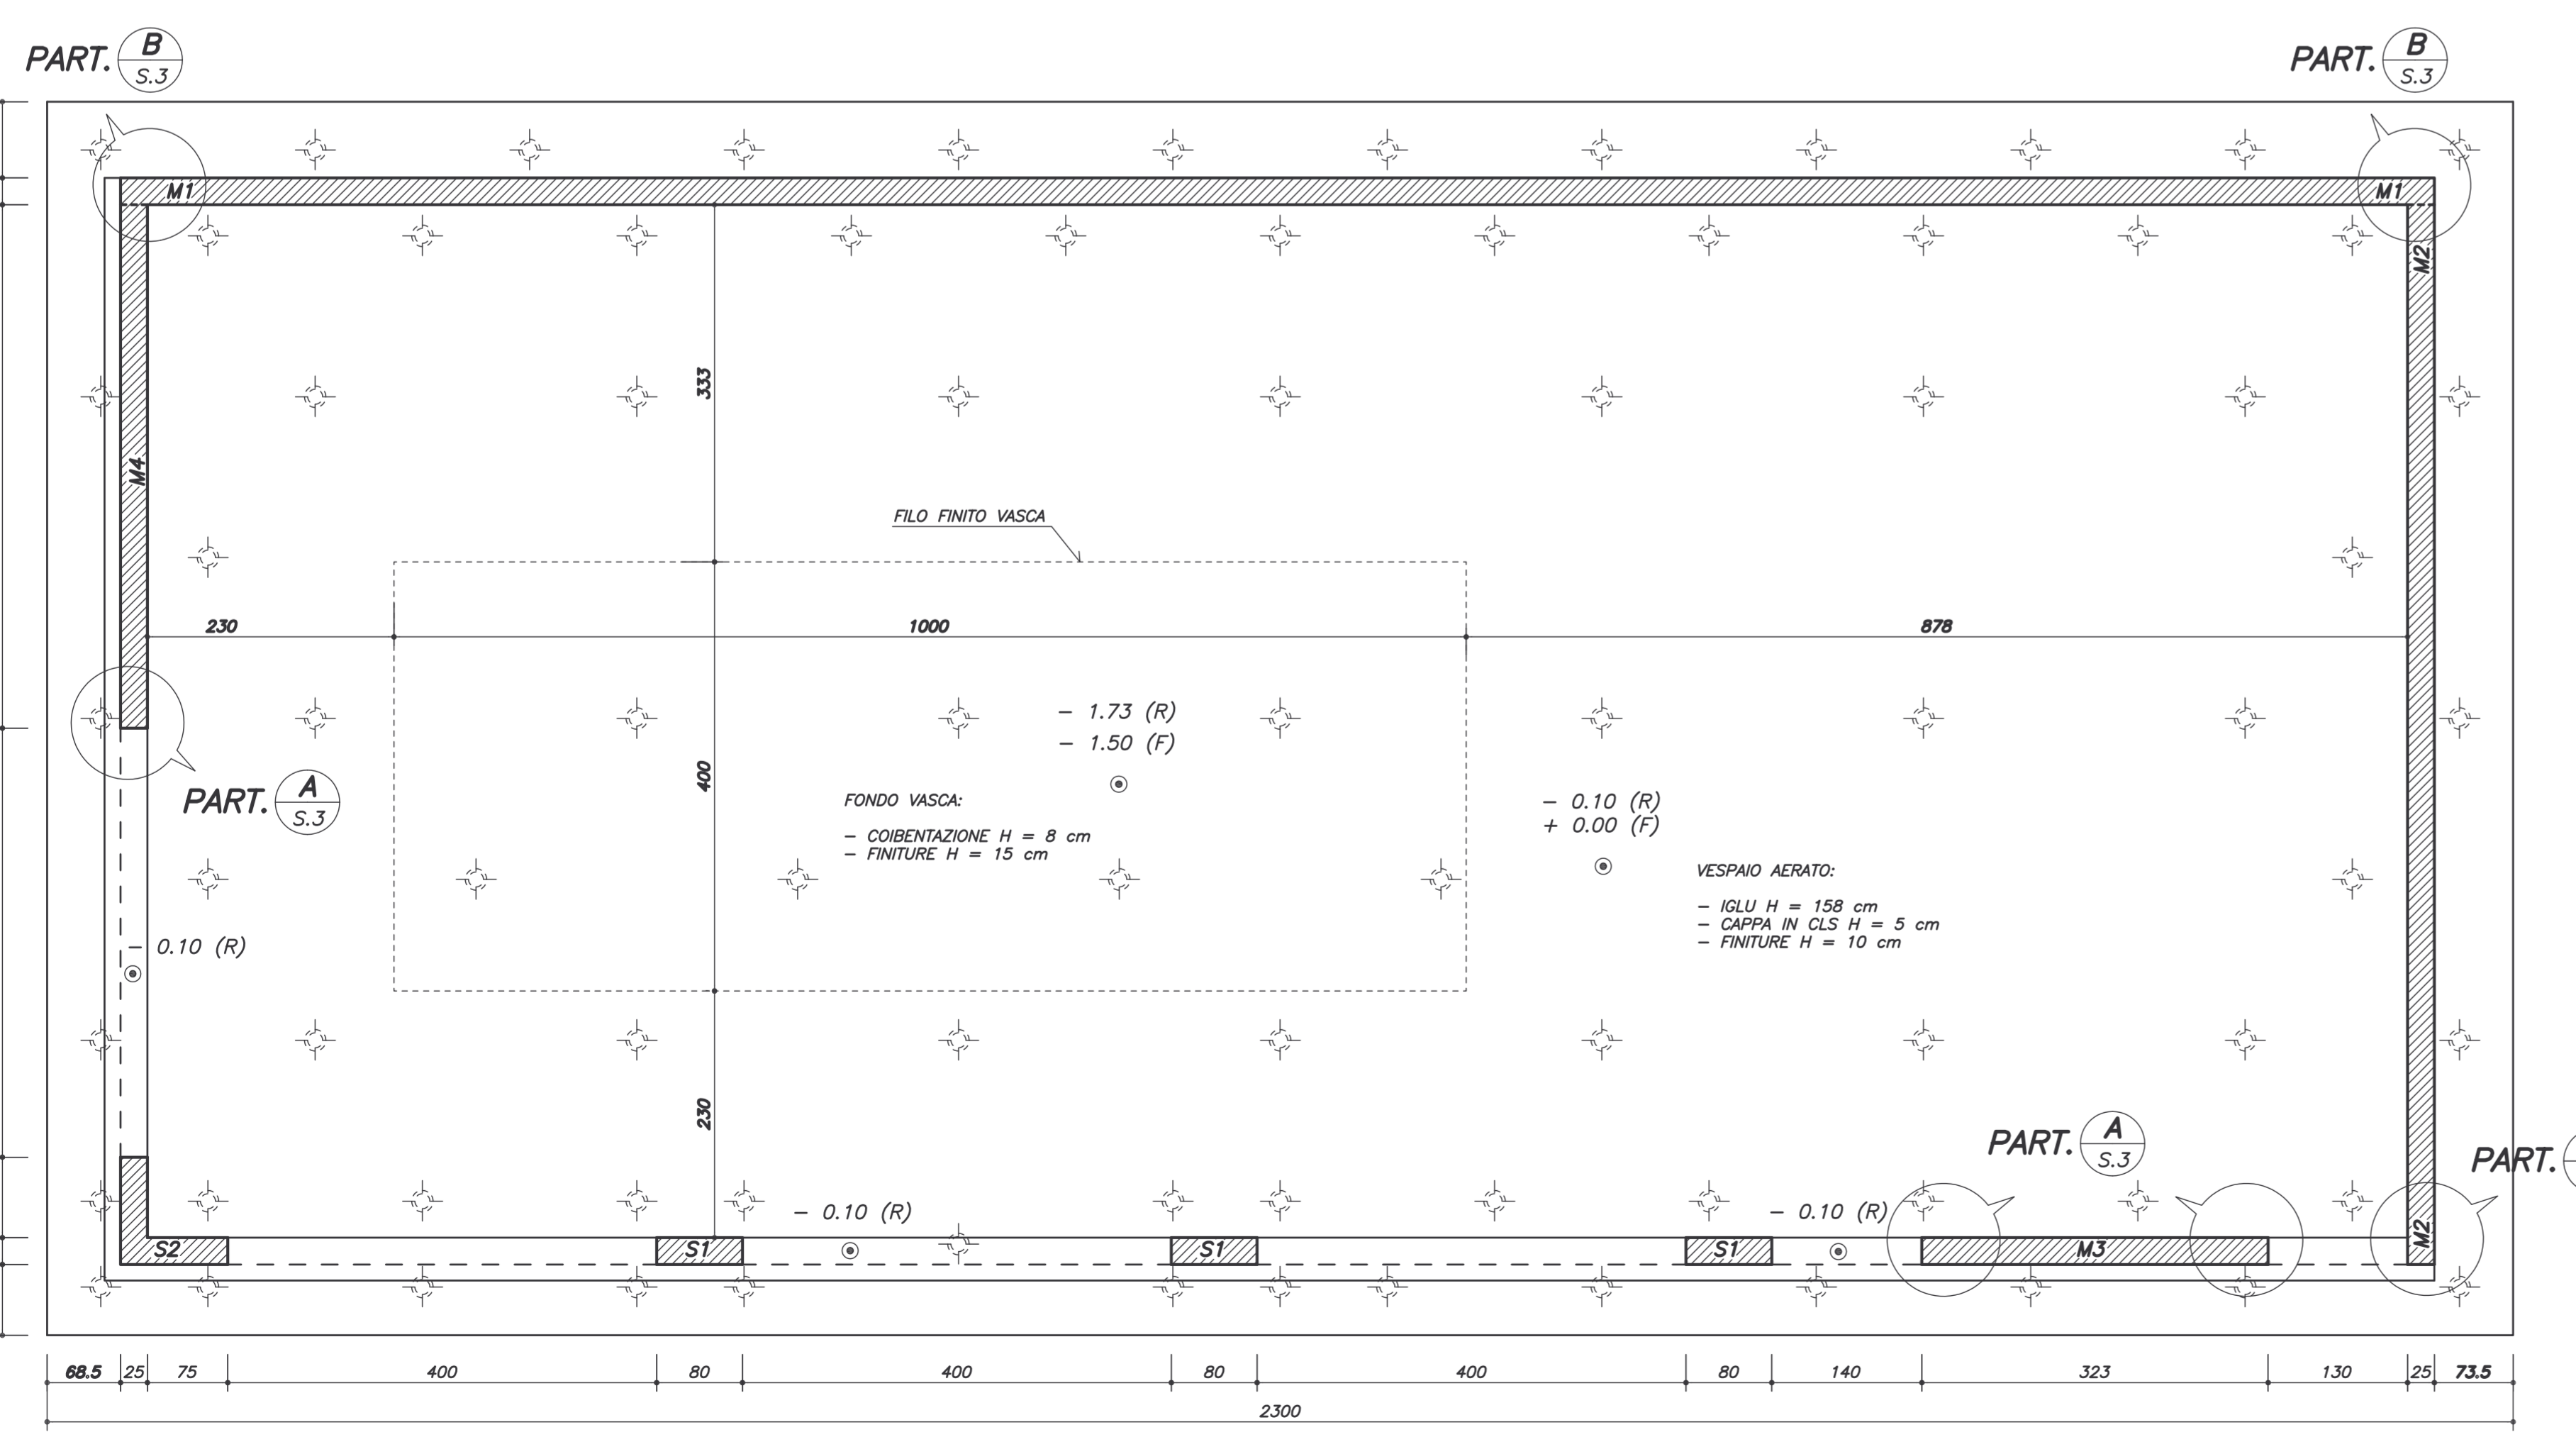 PART. B S.3
PART. B S.3
M1
M1
M2
333
M4
FILO FINITO VASCA
230
1000
878
- 1.73 (R)
- 1.50 (F)
400
PART. A S.3
FONDO VASCA:
- COIBENTAZIONE H = 8 cm
- FINITURE H = 15 cm
- 0.10 (R)
+ 0.00 (F)
VESPAIO AERATO:
- IGLU H = 158 cm
- CAPPA IN CLS H = 5 cm
- FINITURE H = 10 cm
- 0.10 (R)
230
PART. A S.3
PART.
- 0.10 (R)
- 0.10 (R)
S2
S1
S1
S1
M3
M2
68.5 25 75 400 80 400 80 400 80 140 323 130 25 73.5
2300